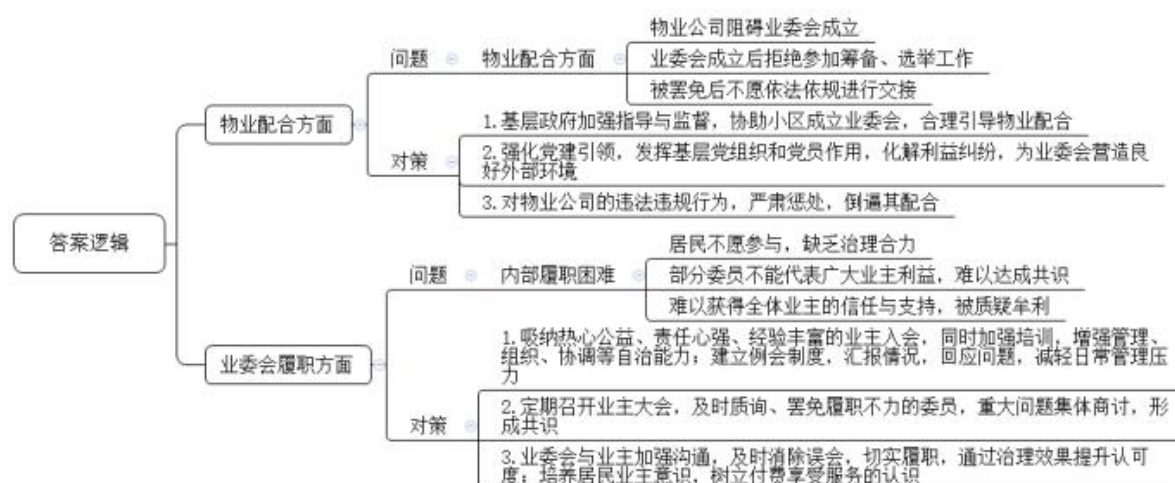 物业公司阻碍业委会成立
问题
物业配合方面
业委会成立后拒绝参加筹备、选举工作
被罢免后不愿依法依规进行交接
物业配合方面
1.基层政府加强指导与监督，协助小区成立业委会，合理引导物业配合
对策
2.强化党建引领，发挥基层党组织和党员作用，化解利益纠纷，为业委会营造良
好外部环境
3.对物业公司的违法违规行为，严肃惩处，倒逼其配合
答案逻辑
居民不愿参与，缺乏治理合力
问题
内部履职困难
部分委员不能代表广大业主利益，难以达成共识
难以获得全体业主的信任与支持，被质疑牟利
业委会履职方面
1.吸纳热心公益、责任心强、经验丰富的业主入会，同时加强培训，增强管理、
组织、协调等自治能力；建立例会制度，汇报情况，回应问题，减轻日常管理压
力
对策
2.定期召开业主大会，及时质询、罢免履职不力的委员，重大问题集体商讨，形
成共识
3.业委会与业主加强沟通，及时消除误会，切实履职，通过治理效果提升认可
度；培养居民业主意识，树立付费享受服务的认识